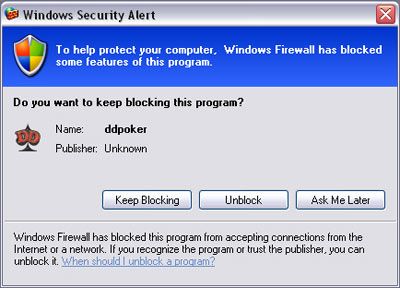 Windows Security Alert
To help protect your computer, Windows Firewall has blocked
some features of this program.
Do you want to keep blocking this program?
DD
Name: ddpoker
Publisher: Unknown
Keep Blocking Unblock Ask Me Later
Windows Firewall has blocked this program from accepting connections from the
Internet or a network. If you recognize the program or trust the publisher, you can
unblock it. When should I unblock a program?